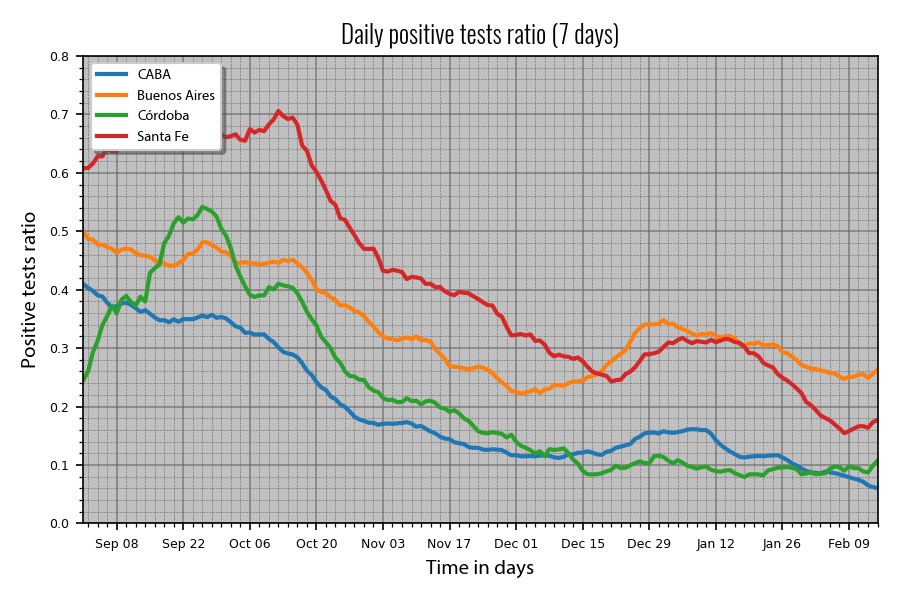 Daily positive tests ratio (7 days)
CABA
Buenos Aires
Córdoba
Santa Fe
Positive tests ratio
0.8
0.7
0.6
0.5
0.4
0.3
0.2
0.1
0.0
Sep 08 Sep 22 Oct 06 Oct 20 Nov 03 Nov 17 Dec 01 Dec 15 Dec 29 Jan 12 Jan 26 Feb 09
Time in days